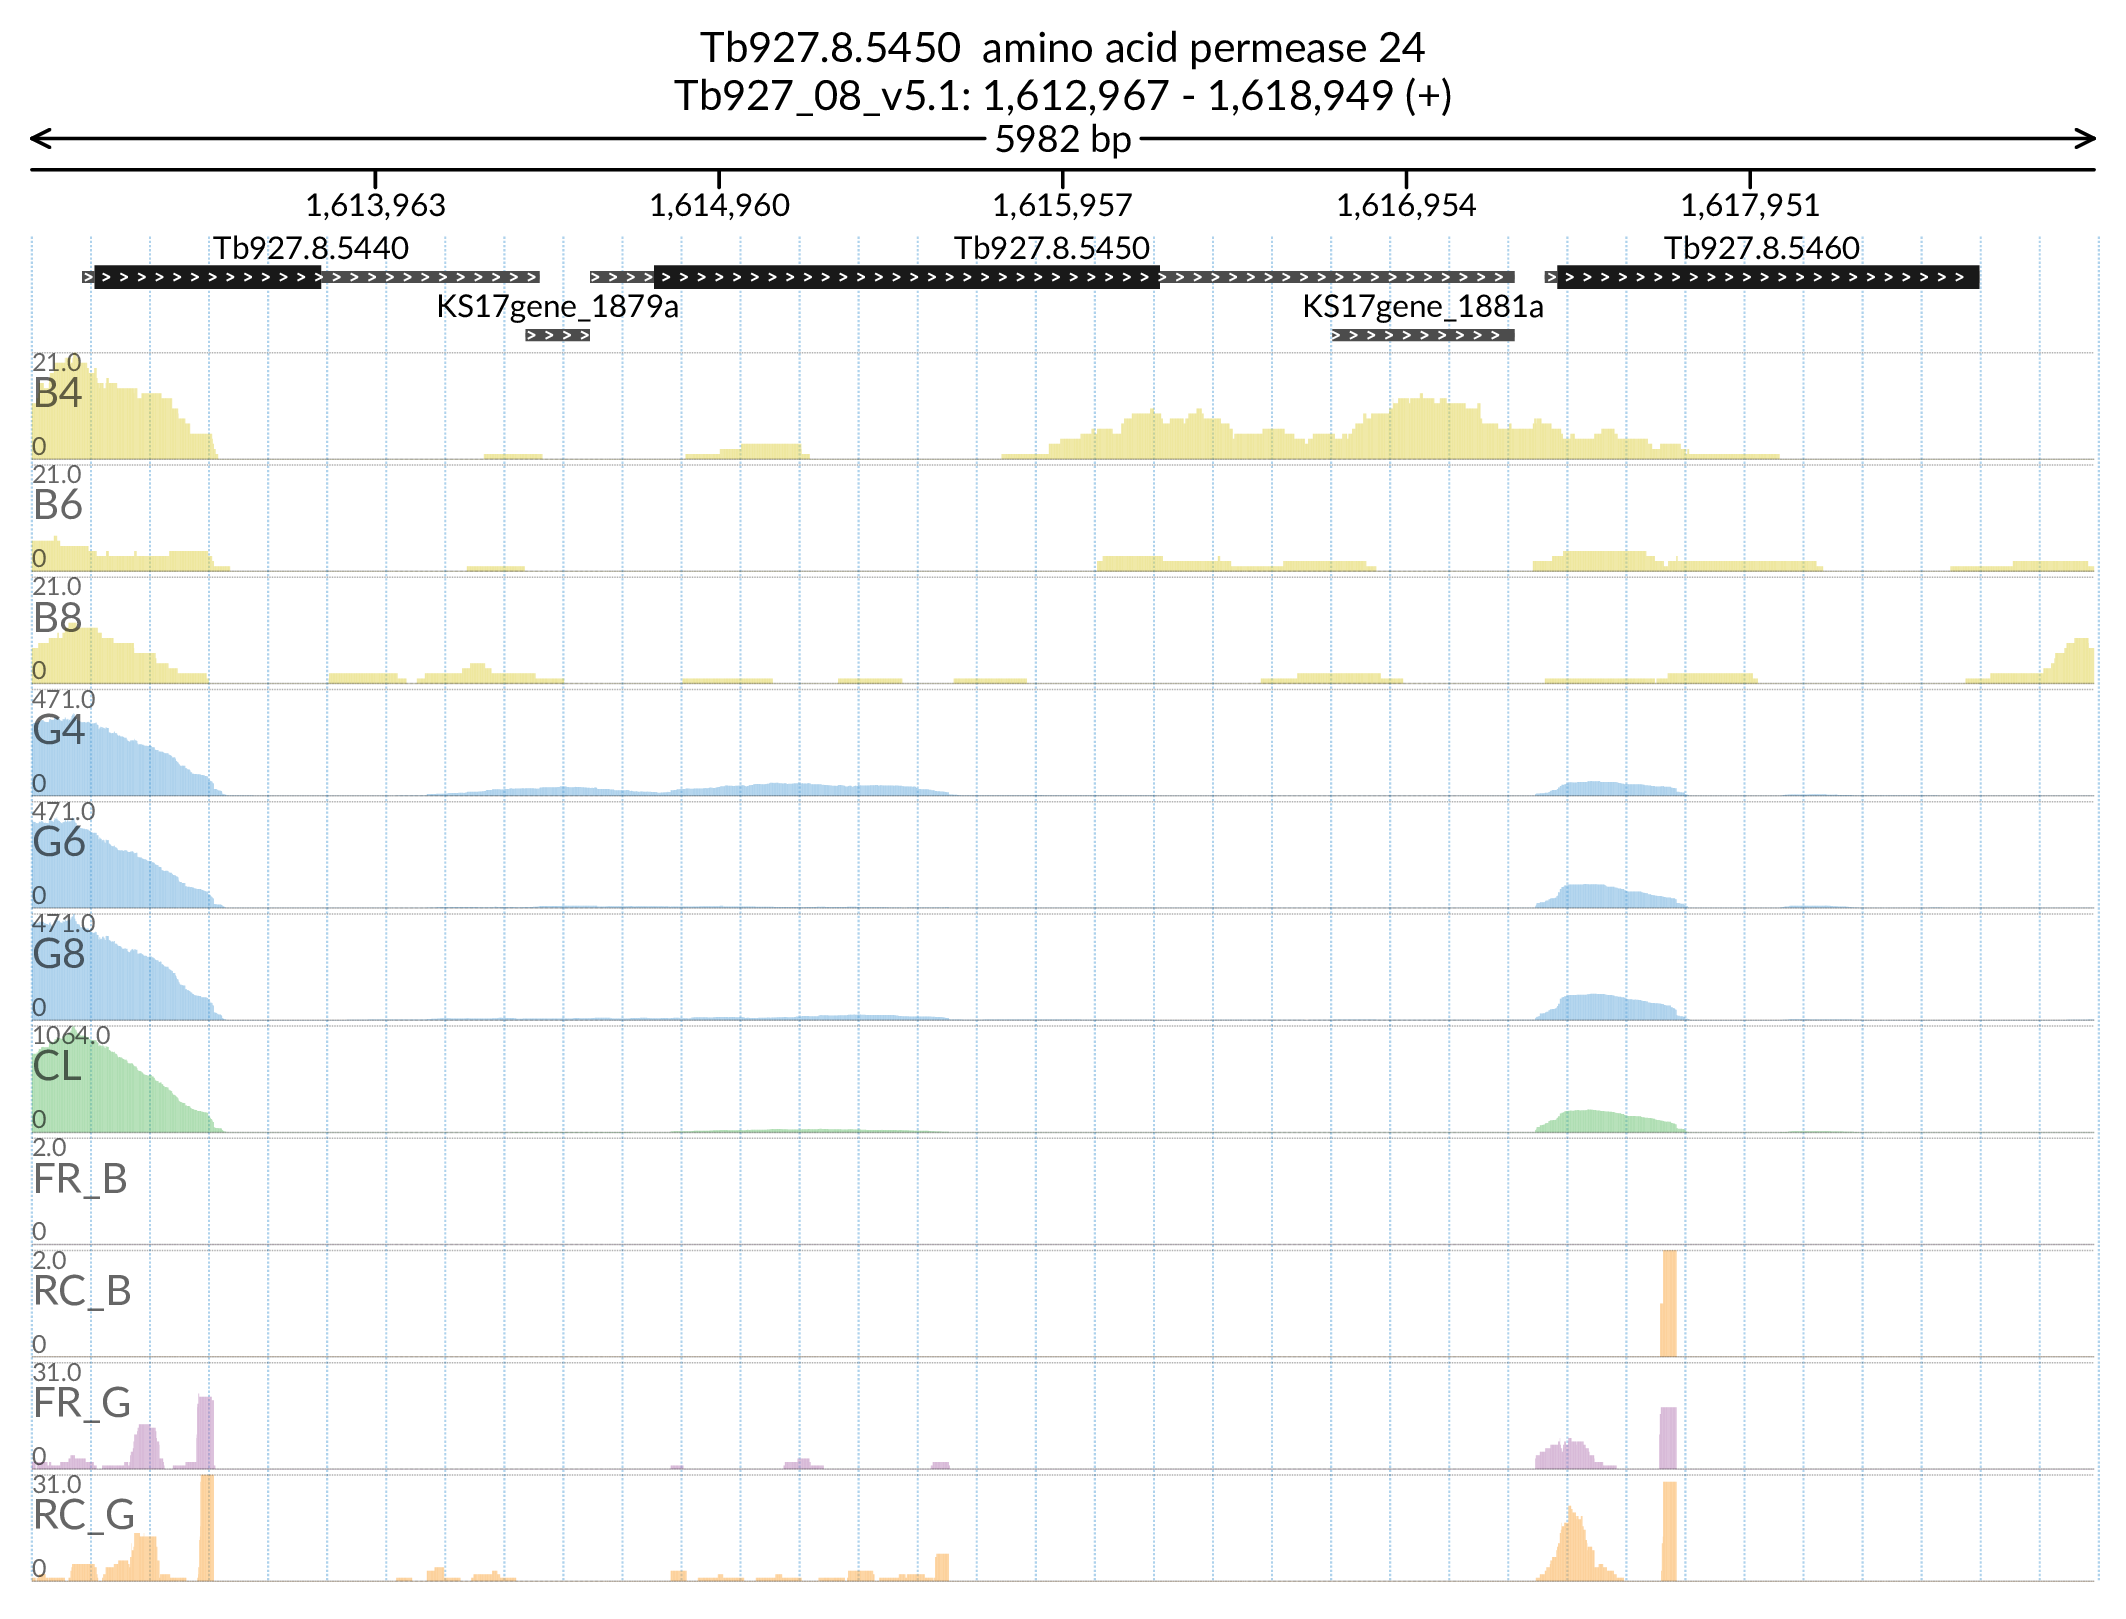 Tb927.8.5450  amino acid permease 24
Tb927_08_v5.1: 1,612,967 - 1,618,949 (+)
5982 bp
1,613,963 1,614,960 1,615,957 1,616,954 1,617,951
Tb927.8.5440 Tb927.8.5450 Tb927.8.5460
KS17gene_1879a KS17gene_1881a
21.0
B4
0
21.0
B6
0
21.0
B8
0
471.0
G4
0
471.0
G6
0
471.0
G8
0
1064.0
CL
0
2.0
FR_B
0
2.0
RC_B
0
31.0
FR_G
0
31.0
RC_G
0